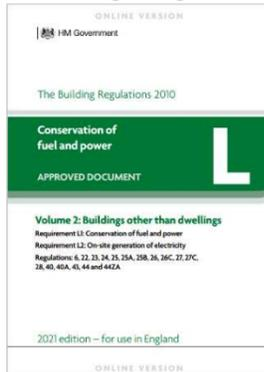 ONLINE VERSION
HM Government
The Building Regulations 2010
Conservation of
fuel and power
APPROVED DOCUMENT
L
Volume 2: Buildings other than dwellings
Requirement L1: Conservation of fuel and power
Requirement L2: On-site generation of electricity
Regulations: 6, 22, 23, 24, 25, 25A, 25B, 26, 26C, 27, 27C,
28, 40, 40A, 43, 44 and 44ZA
2021 edition – for use in England
ONLINE VERSION